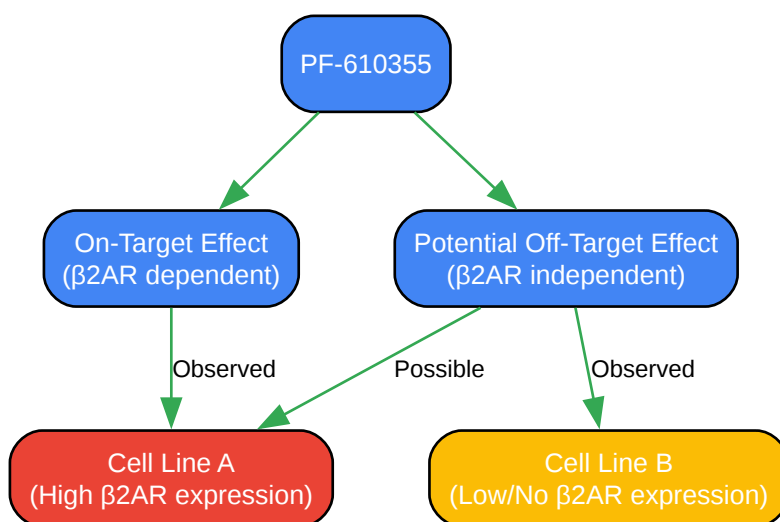 PF-610355
On-Target Effect
(β2AR dependent)
Potential Off-Target Effect
(β2AR independent)
Observed
Possible
Observed
Cell Line A
(High β2AR expression)
Cell Line B
(Low/No β2AR expression)